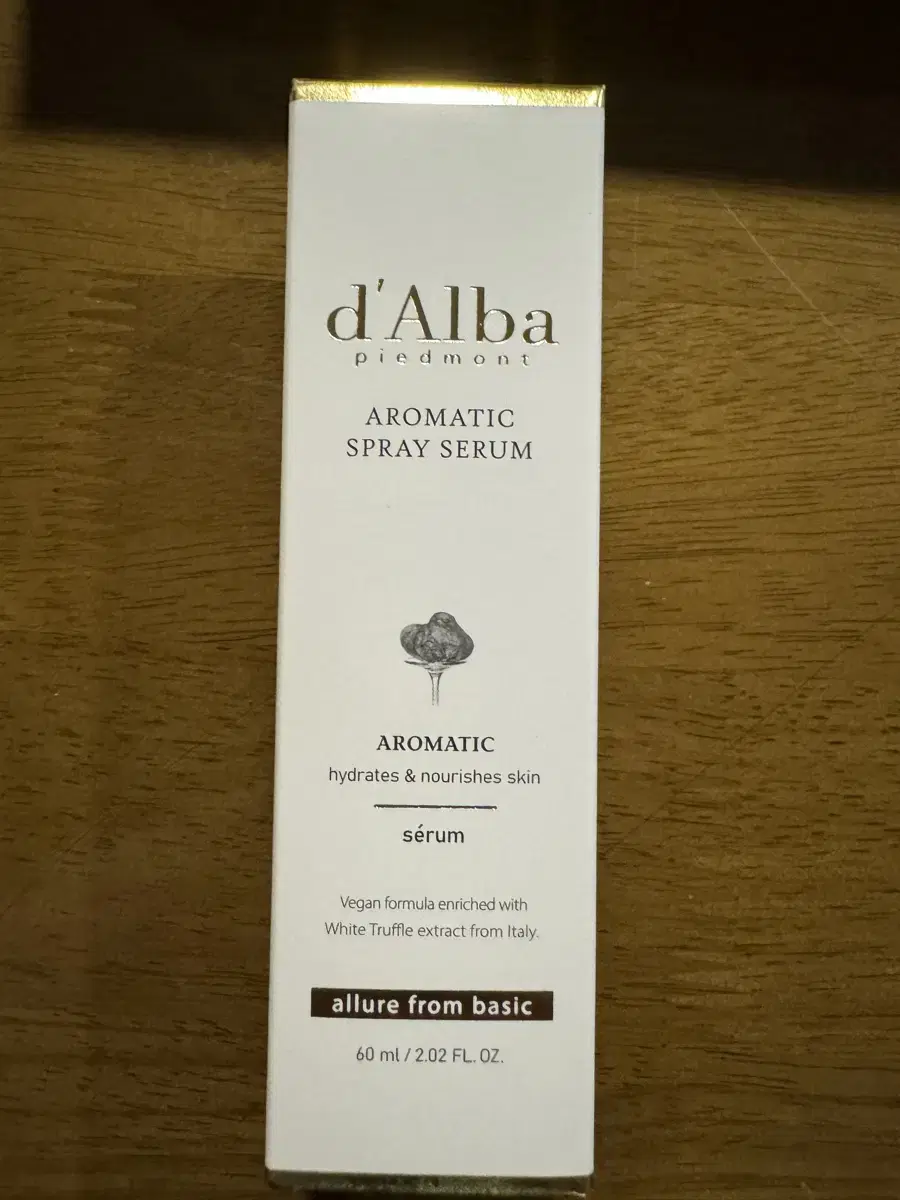 d'Alba
piedmont
AROMATIC
SPRAY SERUM
AROMATIC
hydrates & nourishes skin
sérum
Vegan formula enriched with
White Truffle extract from Italy.
allure from basic
60 ml / 2.02 FL. OZ.